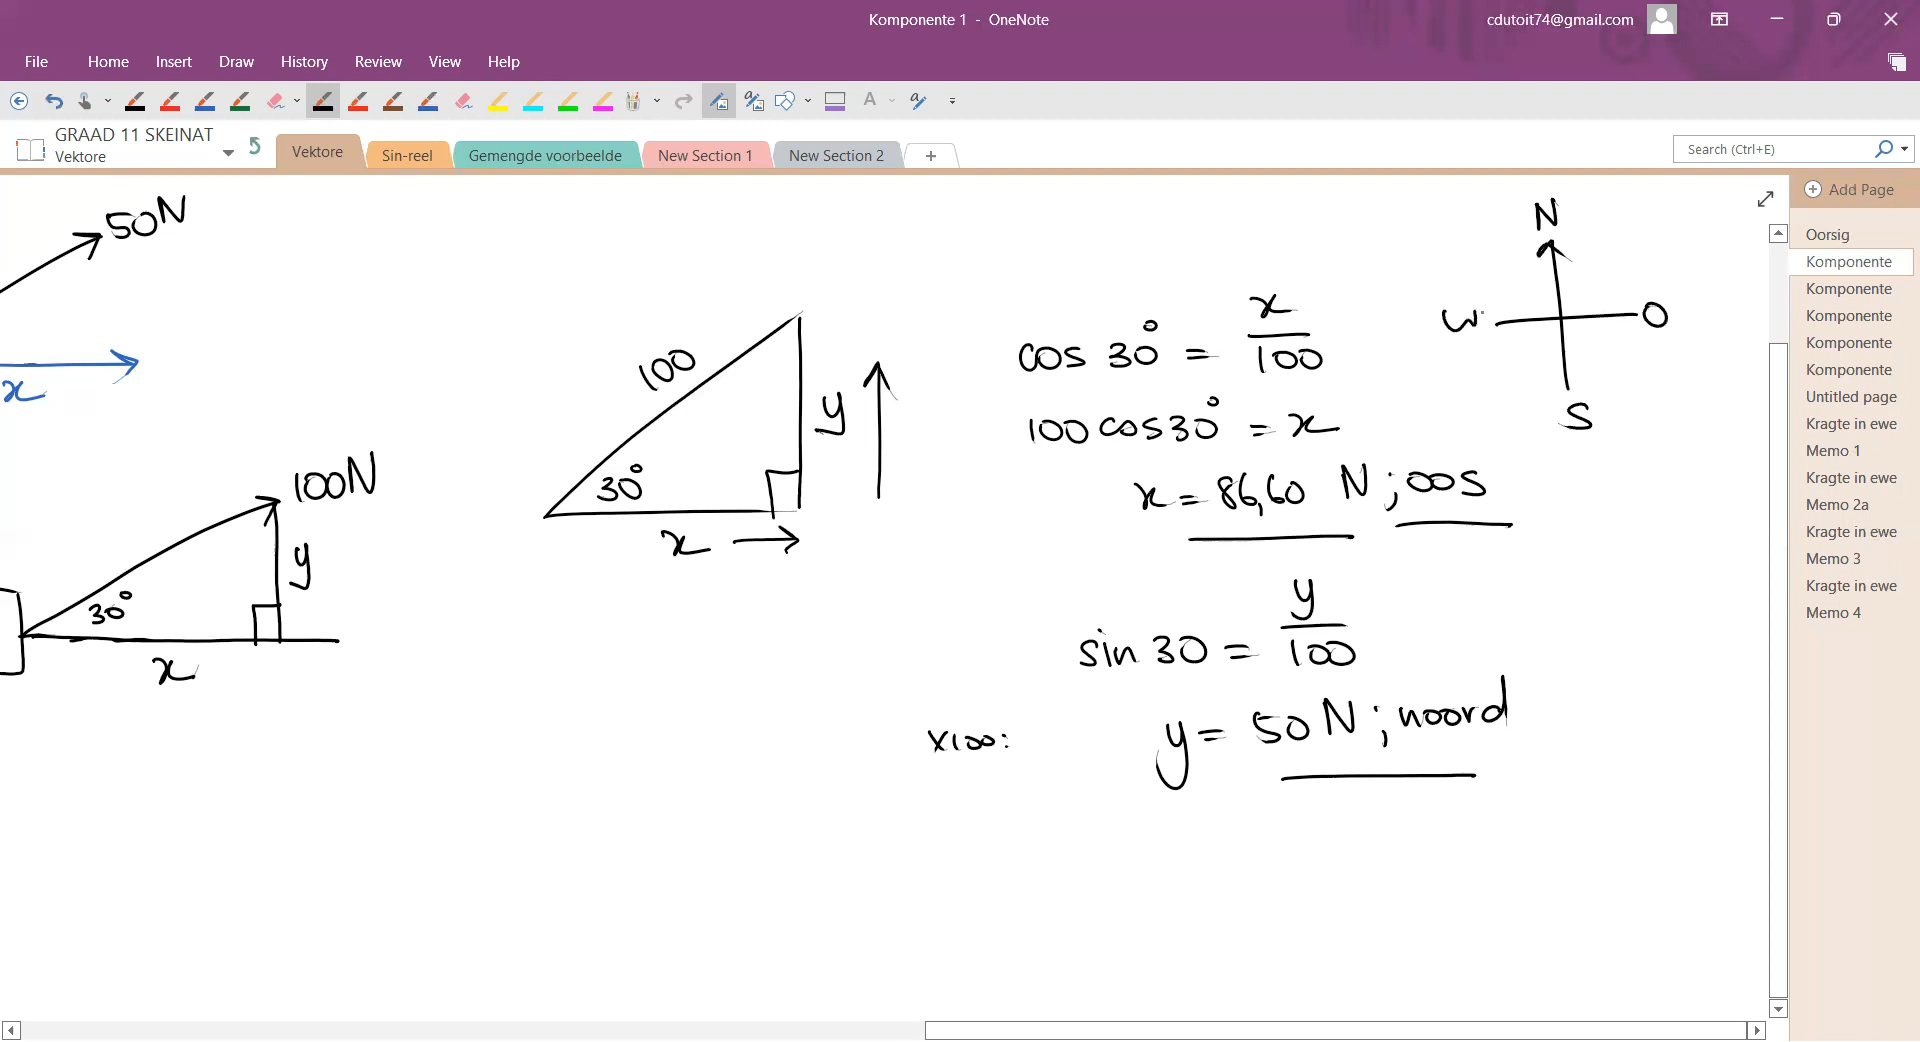 Komponente 1 - OneNote
cdutoit74@gmail.com
File Home Insert Draw History Review View Help
GRAAD 11 SKEINAT
Vektore
Vektore
Sin-reel
Gemengde voorbeelde
New Section 1
New Section 2
Search (Ctrl+E)
Add Page
Oorsig
Komponente
Komponente
Komponente
Komponente
Komponente
Untitled page
Kragte in ewe
Memo 1
Kragte in ewe
Memo 2a
Kragte in ewe
Memo 3
Kragte in ewe
Memo 4
50N
x
100N
y
30°
x
100
y
30°
x →
cos 30° = x/100
100 cos 30° = x
x = 86,60 N ; oos
sin 30 = y/100
x100: y = 50 N ; noord
N
W O
S